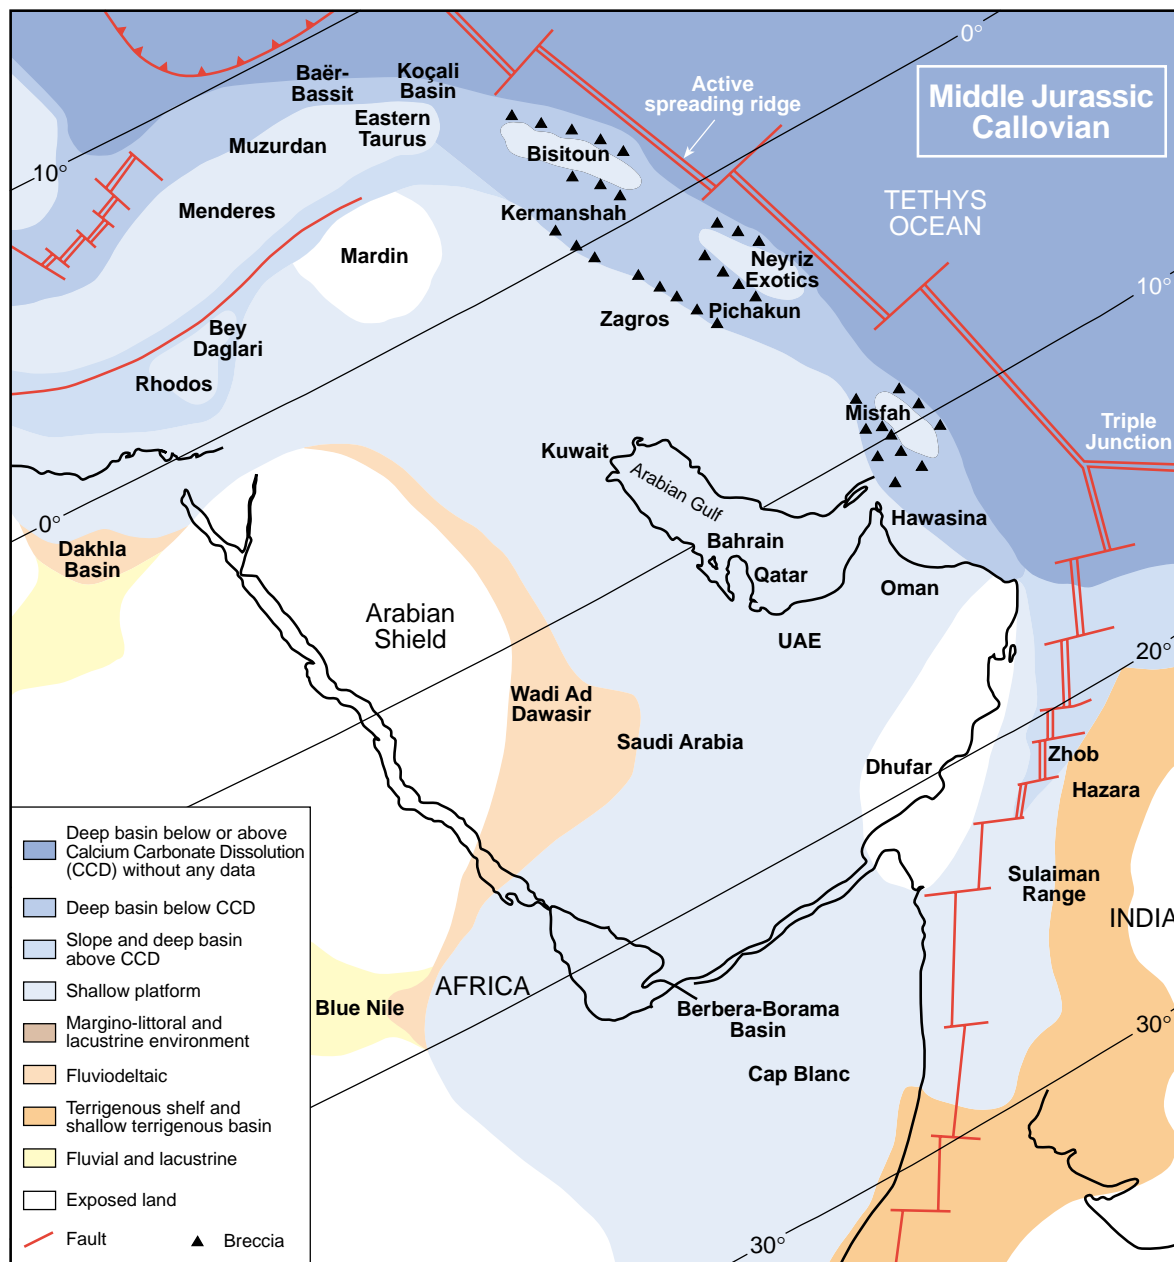 0°
Middle Jurassic
Callovian
Baër-
Bassit
Koçali
Basin
Active
spreading ridge
Eastern
Taurus
Muzurdan
Bisitoun
10°
TETHYS
OCEAN
Menderes
Kermanshah
Mardin
Neyriz
Exotics
10°
Zagros
Pichakun
Bey
Daglari
Rhodos
Misfah
Triple
Junction
Kuwait
Arabian Gulf
0°
Hawasina
Dakhla
Basin
Bahrain
Qatar
Oman
Arabian
Shield
UAE
20°
Wadi Ad
Dawasir
Saudi Arabia
Zhob
Dhufar
Hazara
Sulaiman
Range
INDIA
AFRICA
Blue Nile
Berbera-Borama
Basin
30°
Cap Blanc
30°
Deep basin below or above
Calcium Carbonate Dissolution
(CCD) without any data
Deep basin below CCD
Slope and deep basin
above CCD
Shallow platform
Margino-littoral and
lacustrine environment
Fluviodeltaic
Terrigenous shelf and
shallow terrigenous basin
Fluvial and lacustrine
Exposed land
Fault
Breccia